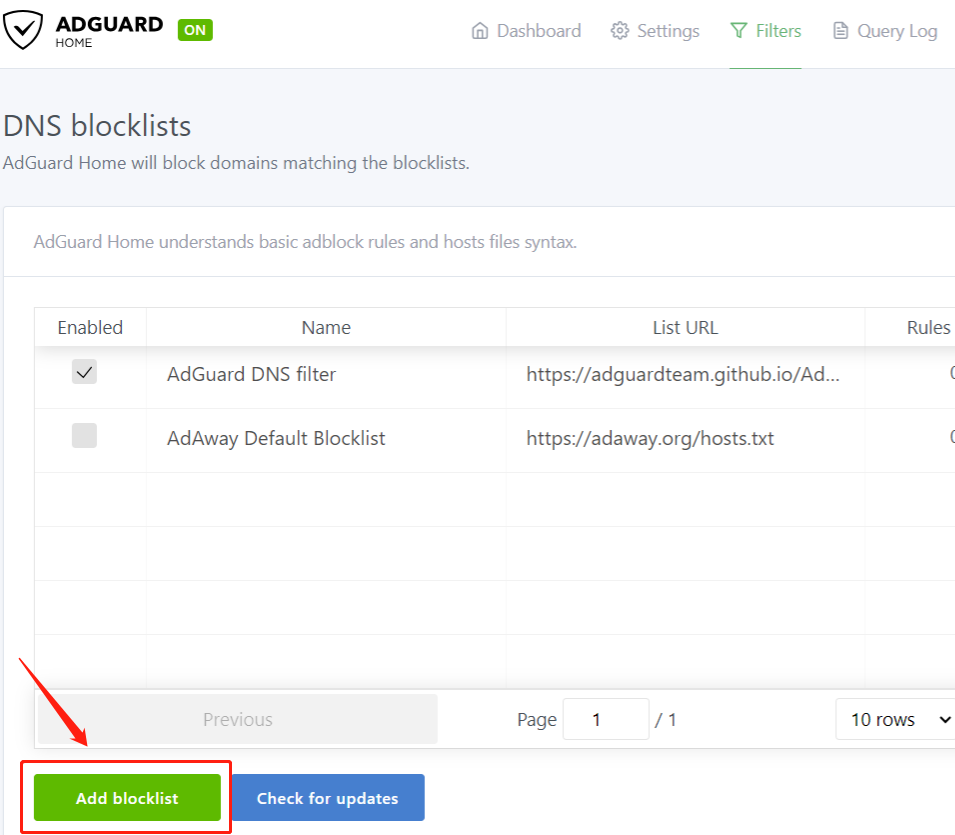 ADGUARD
HOME
ON
Dashboard
Settings
Filters
Query Log
DNS blocklists
AdGuard Home will block domains matching the blocklists.
AdGuard Home understands basic adblock rules and hosts files syntax.
Enabled Name List URL Rules
AdGuard DNS filter https://adguardteam.github.io/Ad...
AdAway Default Blocklist https://adaway.org/hosts.txt
Previous Page 1 / 1 10 rows
Add blocklist Check for updates